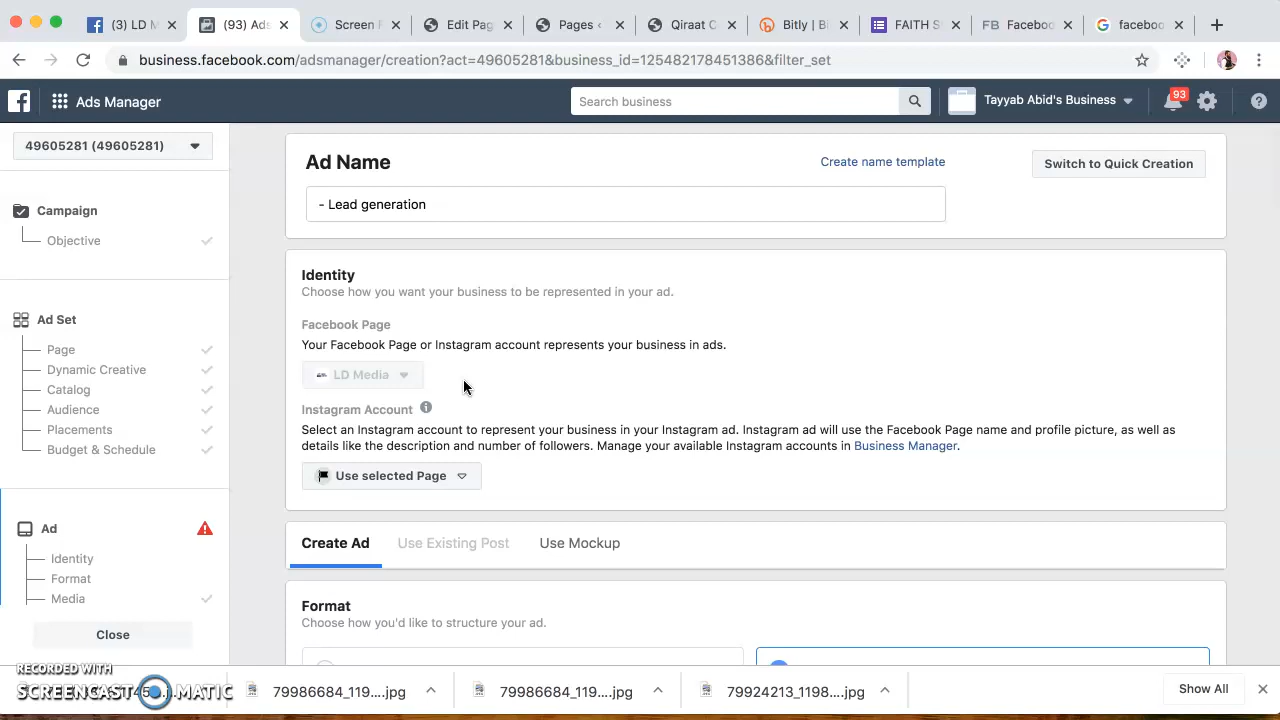 (3) LD M
(93) Ads
Screen R
Edit Pag
Pages ‹
Qiraat C
Bitly | Bi
FAITH S
FB Facebo
facebo
business.facebook.com/adsmanager/creation?act=49605281&business_id=125482178451386&filter_set
Ads Manager
Search business
Tayyab Abid's Business
93
49605281 (49605281)
Campaign
Objective
Ad Set
Page
Dynamic Creative
Catalog
Audience
Placements
Budget & Schedule
Ad
Identity
Format
Media
Close
Ad Name
Create name template
Switch to Quick Creation
- Lead generation
Identity
Choose how you want your business to be represented in your ad.
Facebook Page
Your Facebook Page or Instagram account represents your business in ads.
LD Media
Instagram Account
Select an Instagram account to represent your business in your Instagram ad. Instagram ad will use the Facebook Page name and profile picture, as well as
details like the description and number of followers. Manage your available Instagram accounts in Business Manager.
Use selected Page
Create Ad
Use Existing Post
Use Mockup
Format
Choose how you'd like to structure your ad.
RECORDED WITH
SCREENCAST-O-MATIC
79986684_119....jpg
79986684_119....jpg
79924213_1198....jpg
Show All